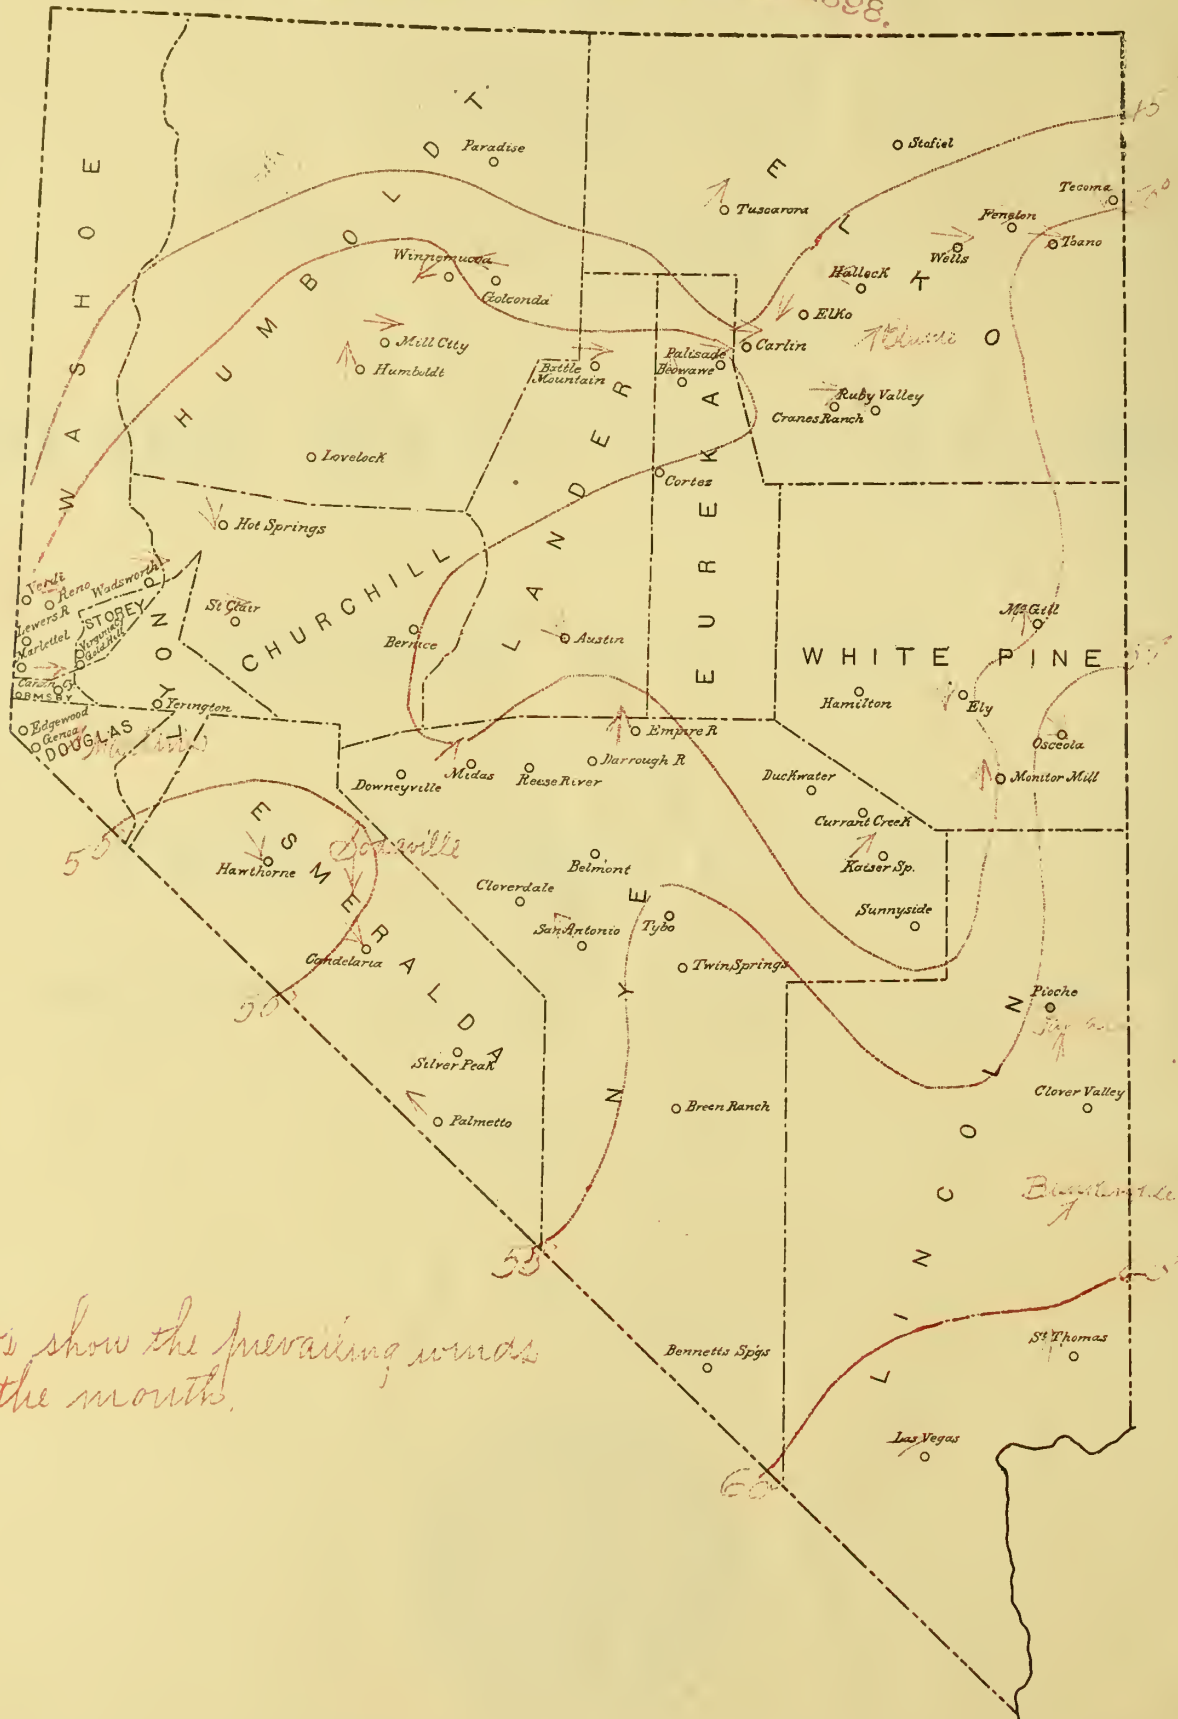 1898.
45
Paradise
Stofiel
Tecoma
50°
Tuscarora
Fenelon
Toano
Wells
WASHOE
HUMBOLDT
ELKO
Winnemucca
Golconda
Halleck
Elko
Mill City
Humboldt
Battle
Mountain
Palisade
Beowawe
Carlin
Ruby Valley
Cranes Ranch
Lovelock
Cortez
LANDER
EUREKA
Hot Springs
Verdi
Reno
Wadsworth
Lewers R
STOREY
Virginia C
Gold Hill
Marlettel
Carson Cy
ORMSBY
St Clair
CHURCHILL
LYON
Bernice
Austin
McGill
WHITE PINE
55°
Hamilton
Ely
Yerington
Edgewood
Genoa
DOUGLAS
Empire R
Osceola
Downeyville
Midas
Reese River
Darrough R
Duckwater
Monitor Mill
Currant Creek
55
ESMERALDA
Hawthorne
Sodaville
Belmont
Kaiser Sp.
Cloverdale
Sunnyside
San Antonio
Tybo
Candelaria
Twin Springs
NYE
LINCOLN
Pioche
Silver Peak
Breen Ranch
Clover Valley
Palmetto
55°
show the prevailing winds
the month.
Bennetts Spgs
St Thomas
Las Vegas
60°